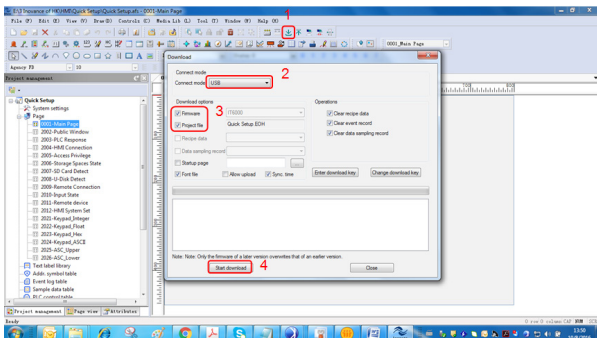 E:\J Inovance of HK\HMI\Quick Setup\Quick Setup.afs - 0001-Main Page
File (F) Edit (E) View (V) Draw (D) Controls (C) Media Lib (L) Tool (T) Window (W) Help (H)
1
0001_Main Page
Agency FB 10
Project management
Quick Setup
System settings
Page
0001-Main Page
2002-Public Window
2003-PLC Response
2004-HMI Connection
2005-Access Privilege
2006-Storage Spaces State
2007-SD Card Detect
2008-U-Disk Detect
2009-Remote Connection
2010-Input State
2011-Remote device
2012-HMI System Set
2021-Keypad_Integer
2022-Keypad_Float
2023-Keypad_Hex
2024-Keypad_ASCII
2025-ASC_Upper
2026-ASC_Lower
Text label library
Addr. symbol table
Event log table
Sample data table
PLC control table
Project management Page view Attributes
Ready
Download
Connect mode
Connect mode: USB
2
Download options
Firmware IT6000
3
Project file Quick Setup EOH
Recipe data
Data sampling record
Startup page ...
Font file Allow upload Sync. time
Operations
Clear recipe data
Clear event record
Clear data sampling record
Enter download key Change download key
Note: Note: Only the firmware of a later version overwrites that of an earlier version.
Start download 4 Close
13:50